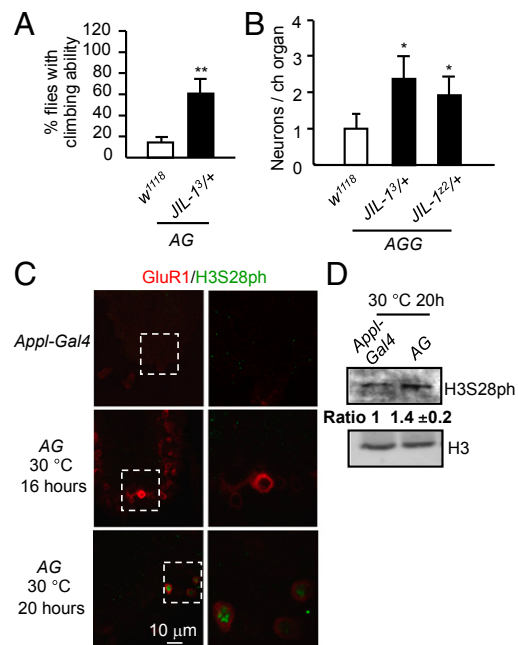 A
% flies with
climbing ability
120
100
80
60
40
20
0
**
w1118
JIL-13/+
AG
B
Neurons / ch organ
4
3
2
1
0
*
*
w1118
JIL-13/+
JIL-1z2/+
AGG
C
GluR1/H3S28ph
Appl-Gal4
AG
30 °C
16 hours
AG
30 °C
20 hours
10 μm
D
30 °C 20h
Appl-
Gal4
AG
H3S28ph
Ratio 1 1.4 ±0.2
H3